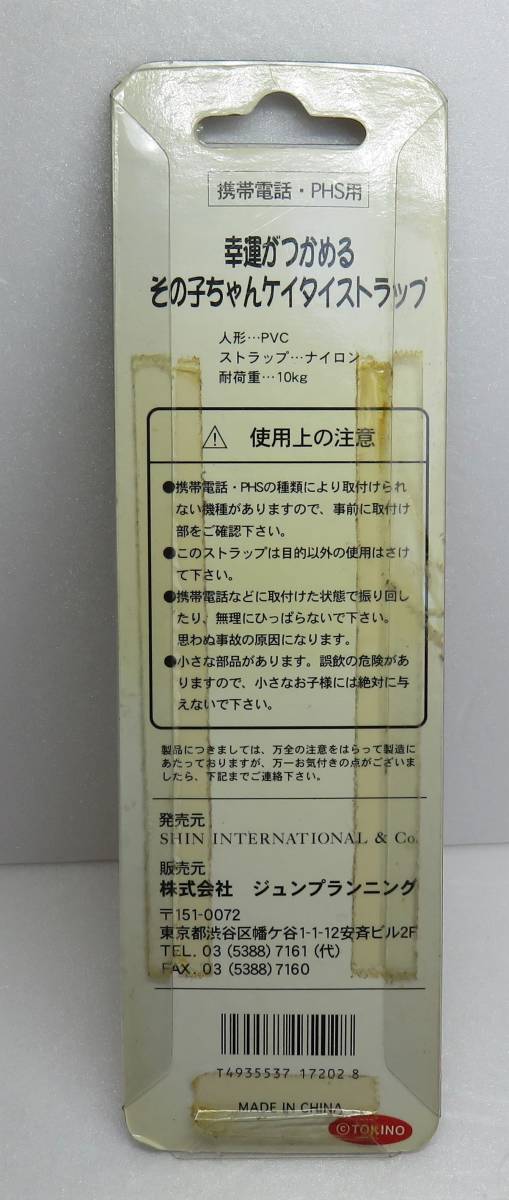 携帯電話・PHS用
幸運がつかめる
その子ちゃんケイタイストラップ
人形…PVC
ストラップ…ナイロン
耐荷重…10kg
⚠ 使用上の注意
●携帯電話・PHSの種類により取付けられ
ない機種がありますので、事前に取付け
部をご確認下さい。
●このストラップは目的以外の使用はさけ
て下さい。
●携帯電話などに取付けた状態で振り回し
たり、無理にひっぱらないで下さい。
思わぬ事故の原因になります。
●小さな部品があります。誤飲の危険があ
りますので、小さなお子様には絶対に与
えないで下さい。
製品につきましては、万全の注意をはらって製造に
あたっておりますが、万一お気付きの点がございま
したら、下記までご連絡下さい。
発売元
SHIN INTERNATIONAL & Co.
販売元
株式会社 ジュンプランニング
〒151-0072
東京都渋谷区幡ケ谷1-1-12安斉ビル2F
TEL. 03 (5388) 7161 (代)
FAX. 03 (5388) 7160
T4935537 17202 8
MADE IN CHINA
©TOKINO